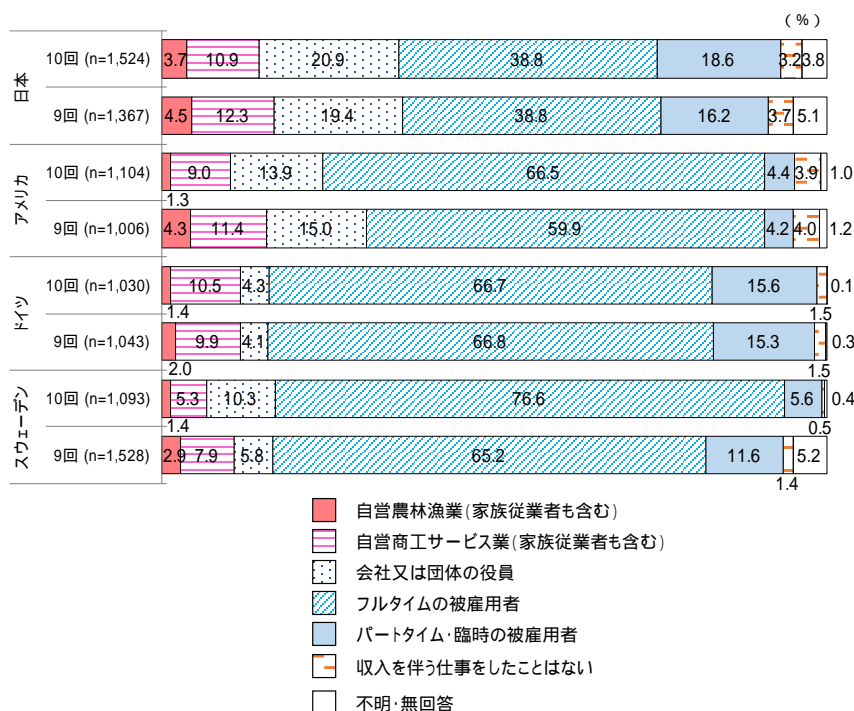 (%)
日本
10回 (n=1,524) 3.7 10.9 20.9 38.8 18.6 3.2 3.8
9回 (n=1,367) 4.5 12.3 19.4 38.8 16.2 3.7 5.1
アメリカ
10回 (n=1,104) 9.0 13.9 66.5 4.4 3.9 1.0
1.3
9回 (n=1,006) 4.3 11.4 15.0 59.9 4.2 4.0 1.2
ドイツ
10回 (n=1,030) 10.5 4.3 66.7 15.6 0.1
1.4 1.5
9回 (n=1,043) 9.9 4.1 66.8 15.3 0.3
2.0 1.5
スウェーデン
10回 (n=1,093) 5.3 10.3 76.6 5.6 0.4
1.4 0.5
9回 (n=1,528) 2.9 7.9 5.8 65.2 11.6 5.2
1.4
自営農林漁業(家族従業者も含む)
自営商工サービス業(家族従業者も含む)
会社又は団体の役員
フルタイムの被雇用者
パートタイム・臨時の被雇用者
収入を伴う仕事をしたことはない
不明・無回答